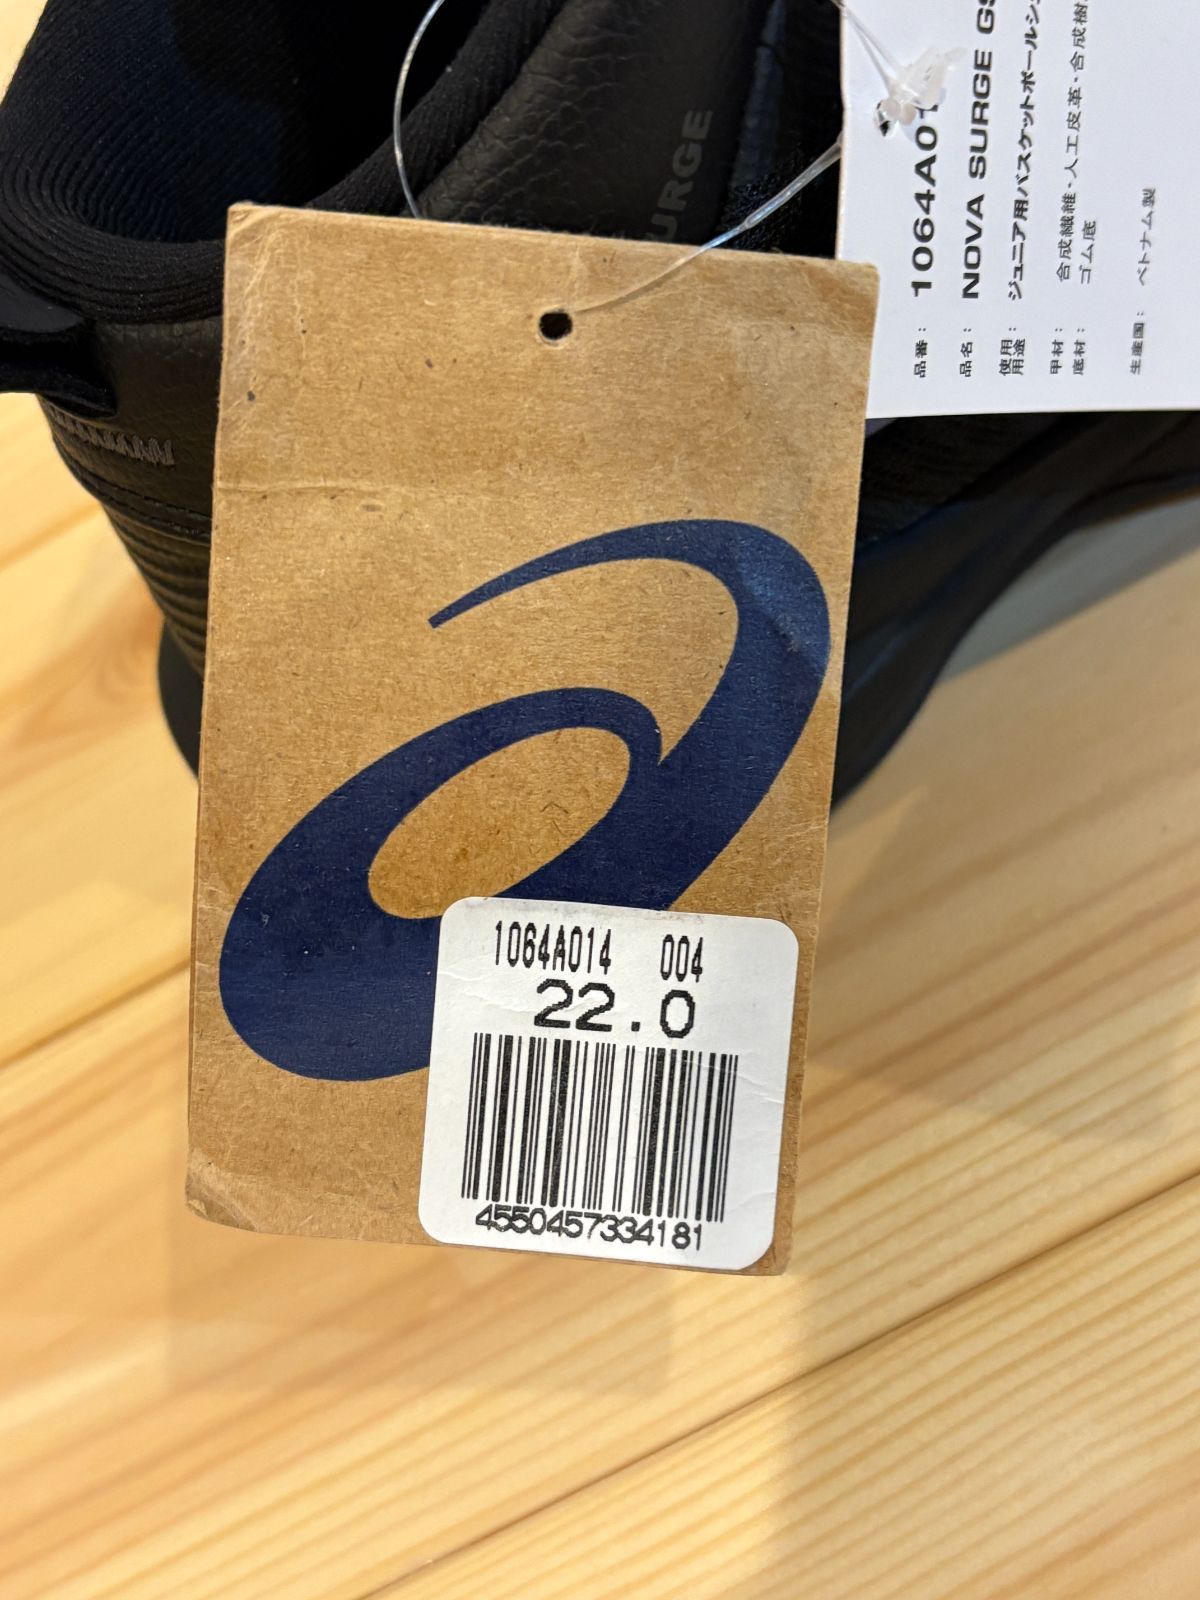 1064A014 004
22.0
4550457334181
品番： 1064A01
品名： NOVA SURGE GS
使用用途： ジュニア用バスケットボールシュ
甲材： 合成繊維・人工皮革・合成樹
底材： ゴム底
生産国： ベトナム製
SURGE